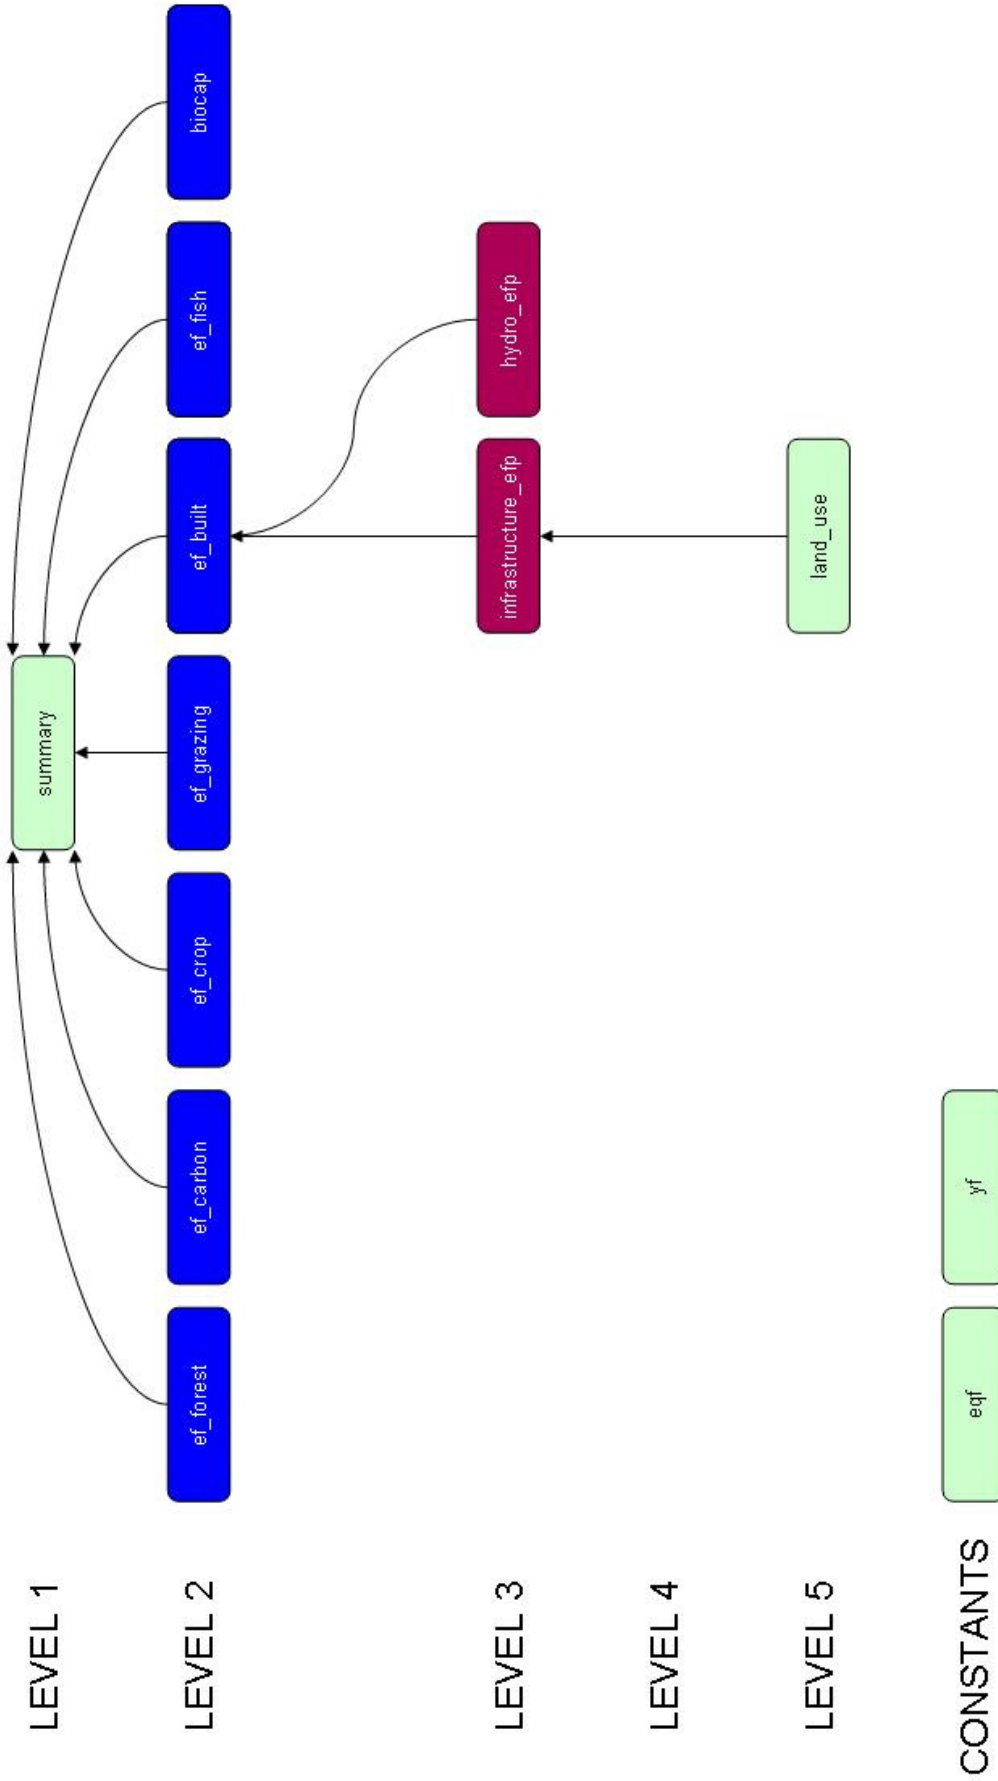 LEVEL 1
summary
LEVEL 2
ef_forest
ef_carbon
ef_crop
ef_grazing
ef_built
ef_fish
biocap
LEVEL 3
infrastructure_efp
hydro_efp
LEVEL 4
LEVEL 5
land_use
CONSTANTS
eqf
yf